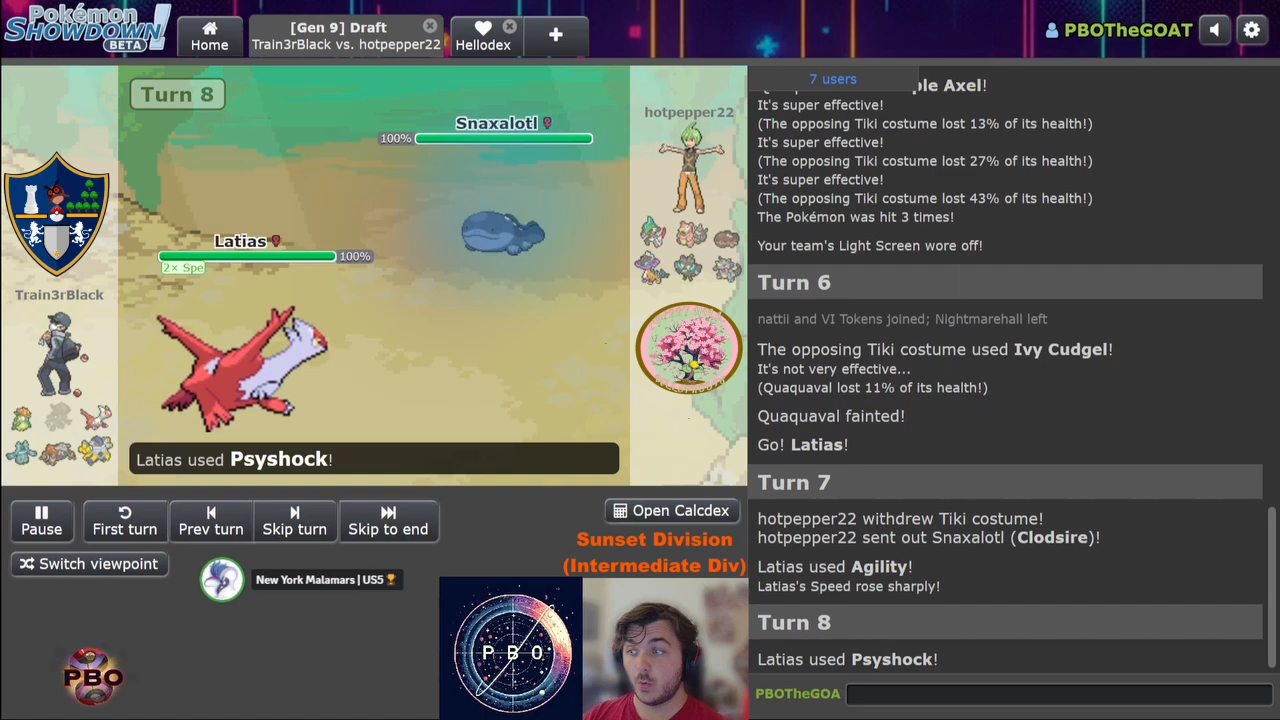 Pokémon
SHOWDOWN!
BETA
Home
[Gen 9] Draft
Train3rBlack vs. hotpepper22
Hellodex
PBOTheGOAT
Turn 8
Snaxalotl
100%
Latias
100%
2× Spe
Latias used Psyshock!
Train3rBlack
hotpepper22
7 users
ple Axel!
It's super effective!
(The opposing Tiki costume lost 13% of its health!)
It's super effective!
(The opposing Tiki costume lost 27% of its health!)
It's super effective!
(The opposing Tiki costume lost 43% of its health!)
The Pokémon was hit 3 times!
Your team's Light Screen wore off!
Turn 6
nattii and VI Tokens joined; Nightmarehall left
The opposing Tiki costume used Ivy Cudgel!
It's not very effective...
(Quaquaval lost 11% of its health!)
Quaquaval fainted!
Go! Latias!
Turn 7
hotpepper22 withdrew Tiki costume!
hotpepper22 sent out Snaxalotl (Clodsire)!
Latias used Agility!
Latias's Speed rose sharply!
Turn 8
Latias used Psyshock!
PBOTheGOA
Pause
First turn
Prev turn
Skip turn
Skip to end
Open Calcdex
Switch viewpoint
Sunset Division
(Intermediate Div)
New York Malamars | US5
PBO
PBO